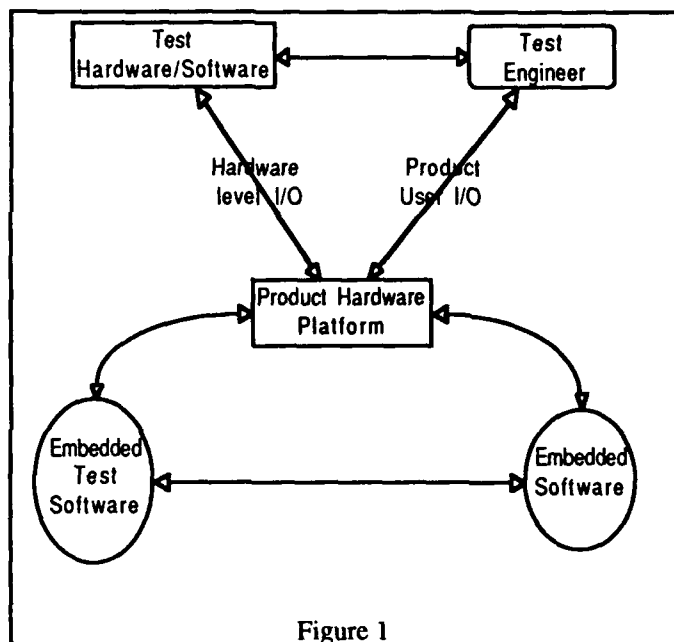 Test
Hardware/Software
Test
Engineer
Hardware
level I/O
Product
User I/O
Product Hardware
Platform
Embedded
Test
Software
Embedded
Software
Figure 1